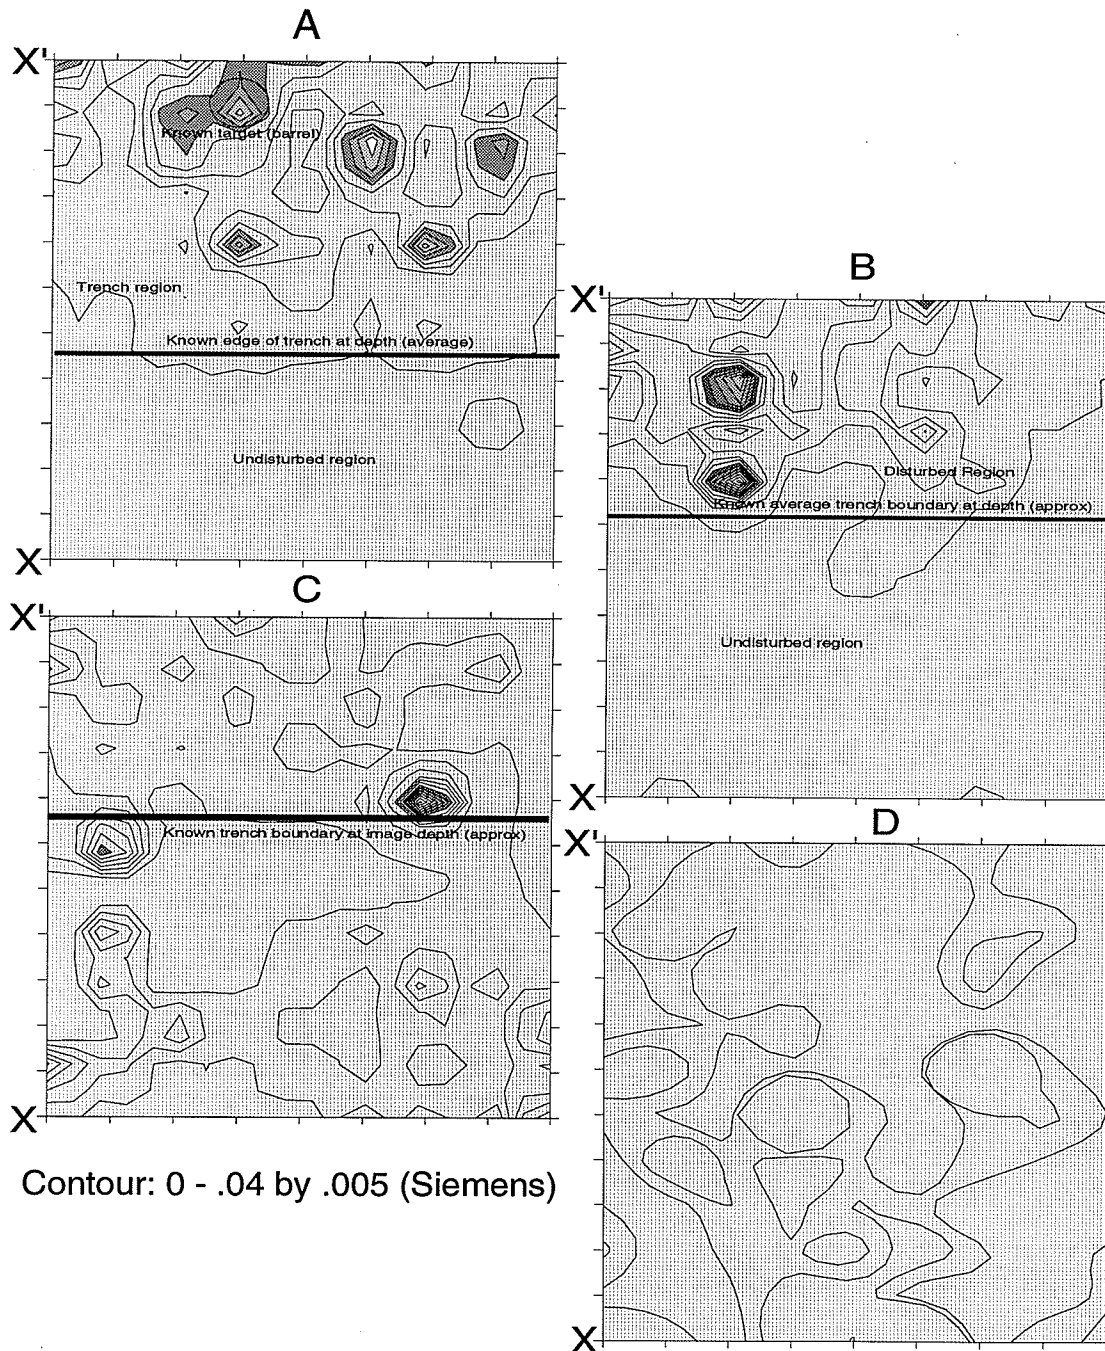 A
X'
Known target (barrel)
Trench region
Known edge of trench at depth (average)
Undisturbed region
X
B
X'
Disturbed Region
Known average trench boundary at depth (approx)
Undisturbed region
X
C
X'
Known trench boundary at image depth (approx)
X
D
X'
X
Contour: 0 - .04 by .005 (Siemens)